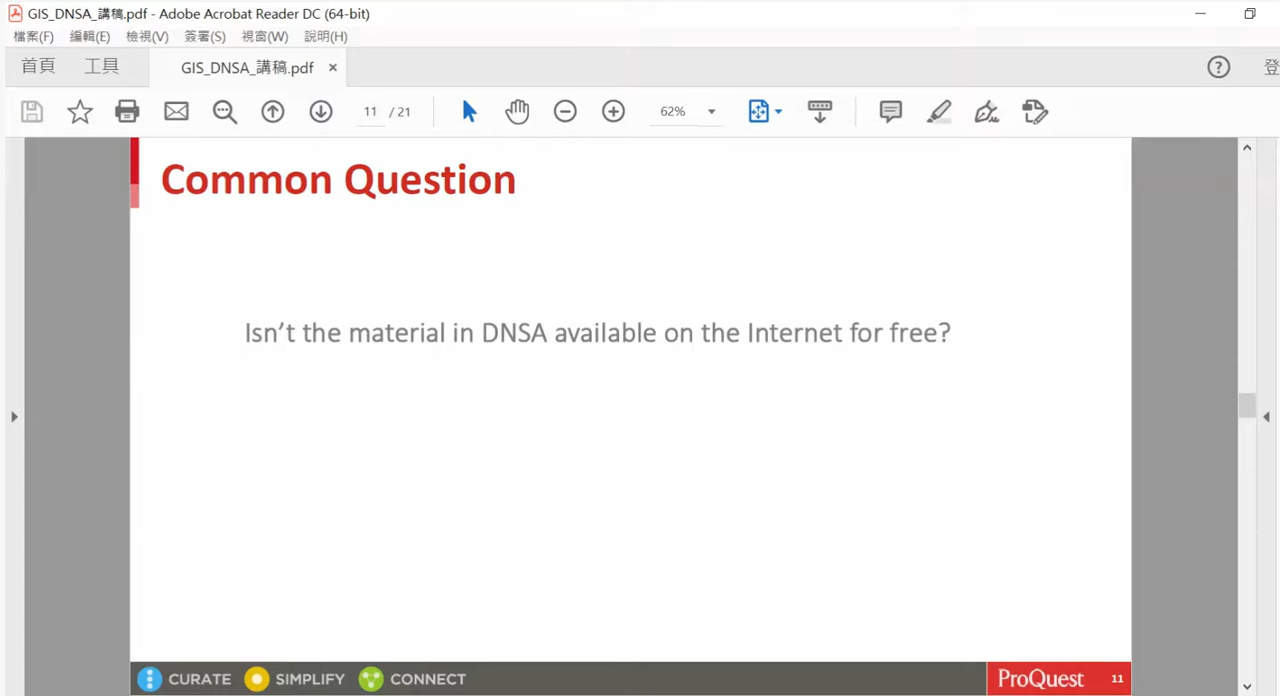 GIS_DNSA_講稿.pdf - Adobe Acrobat Reader DC (64-bit)
檔案(F) 編輯(E) 檢視(V) 簽署(S) 視窗(W) 說明(H)
首頁 工具 GIS_DNSA_講稿.pdf × ? 登
11 / 21 62%
Common Question
Isn't the material in DNSA available on the Internet for free?
CURATE SIMPLIFY CONNECT ProQuest 11